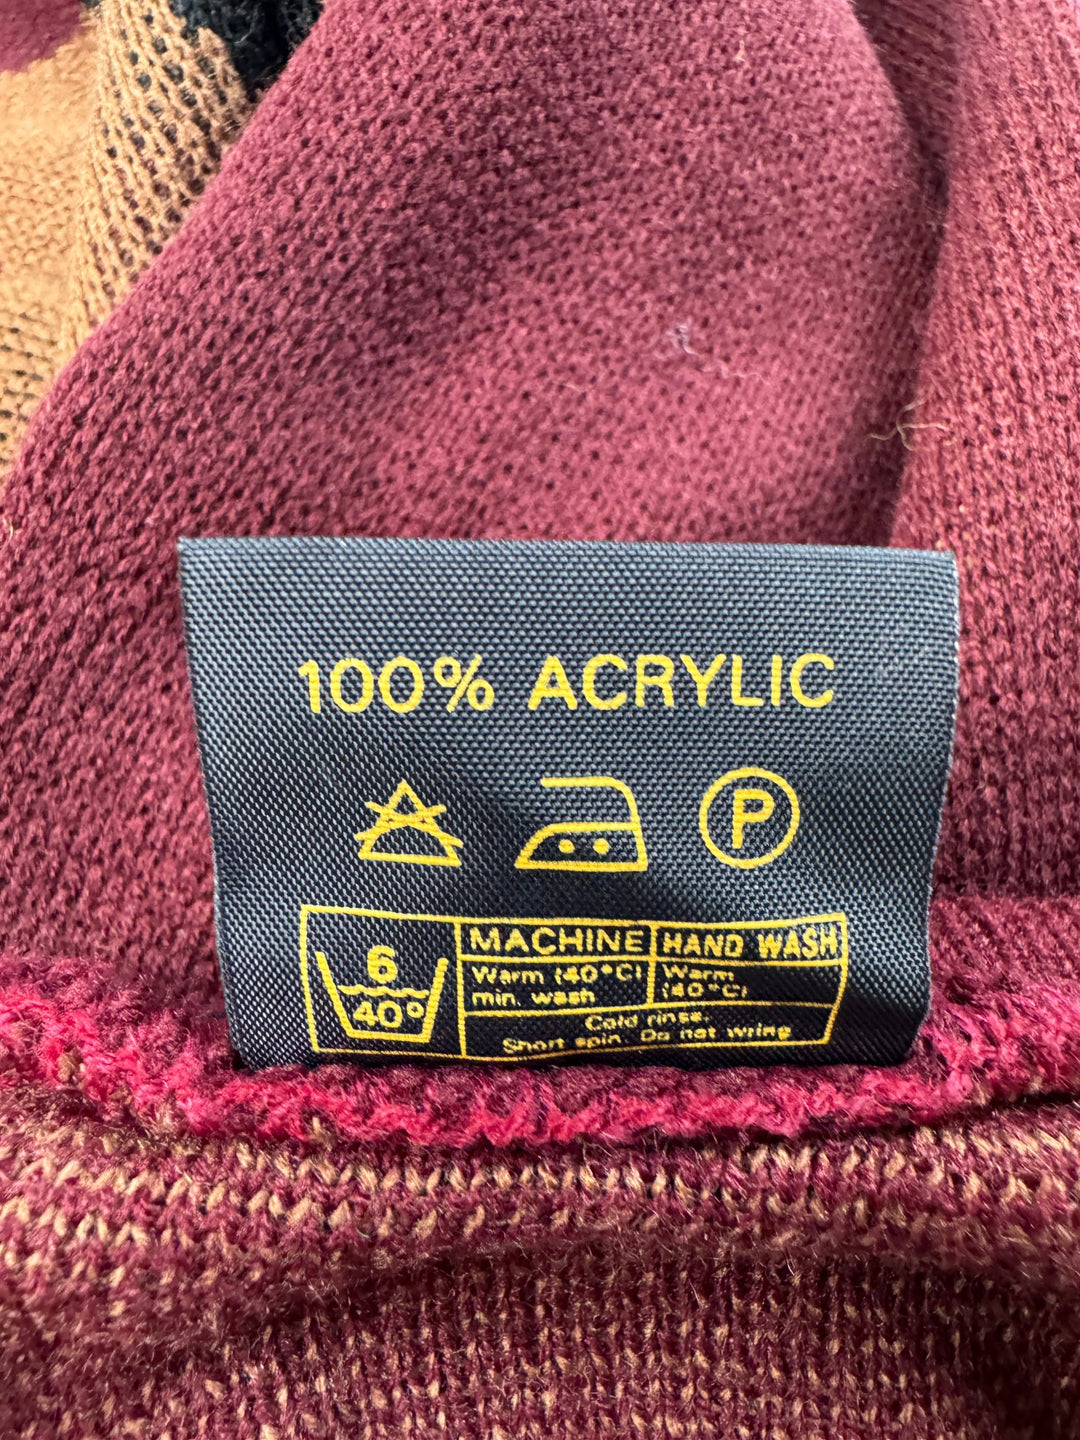 100% ACRYLIC
P
6
40°
MACHINE
Warm (40°C)
min. wash
HAND WASH
Warm
(40°C)
Cold rinse.
Short spin. Do not wring